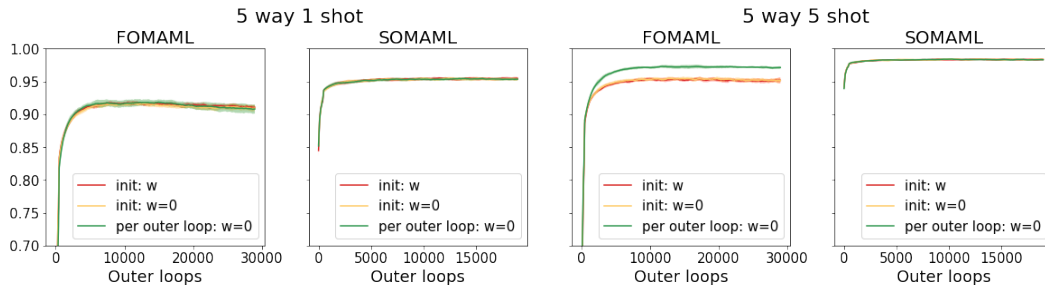 5 way 1 shot
5 way 5 shot
FOMAML
SOMAML
FOMAML
SOMAML
1.00
0.95
0.90
0.85
0.80
0.75
0.70
init: w
init: w=0
per outer loop: w=0
init: w
init: w=0
per outer loop: w=0
init: w
init: w=0
per outer loop: w=0
init: w
init: w=0
per outer loop: w=0
0 10000 20000 30000
0 5000 10000 15000
0 10000 20000 30000
0 5000 10000 15000
Outer loops
Outer loops
Outer loops
Outer loops